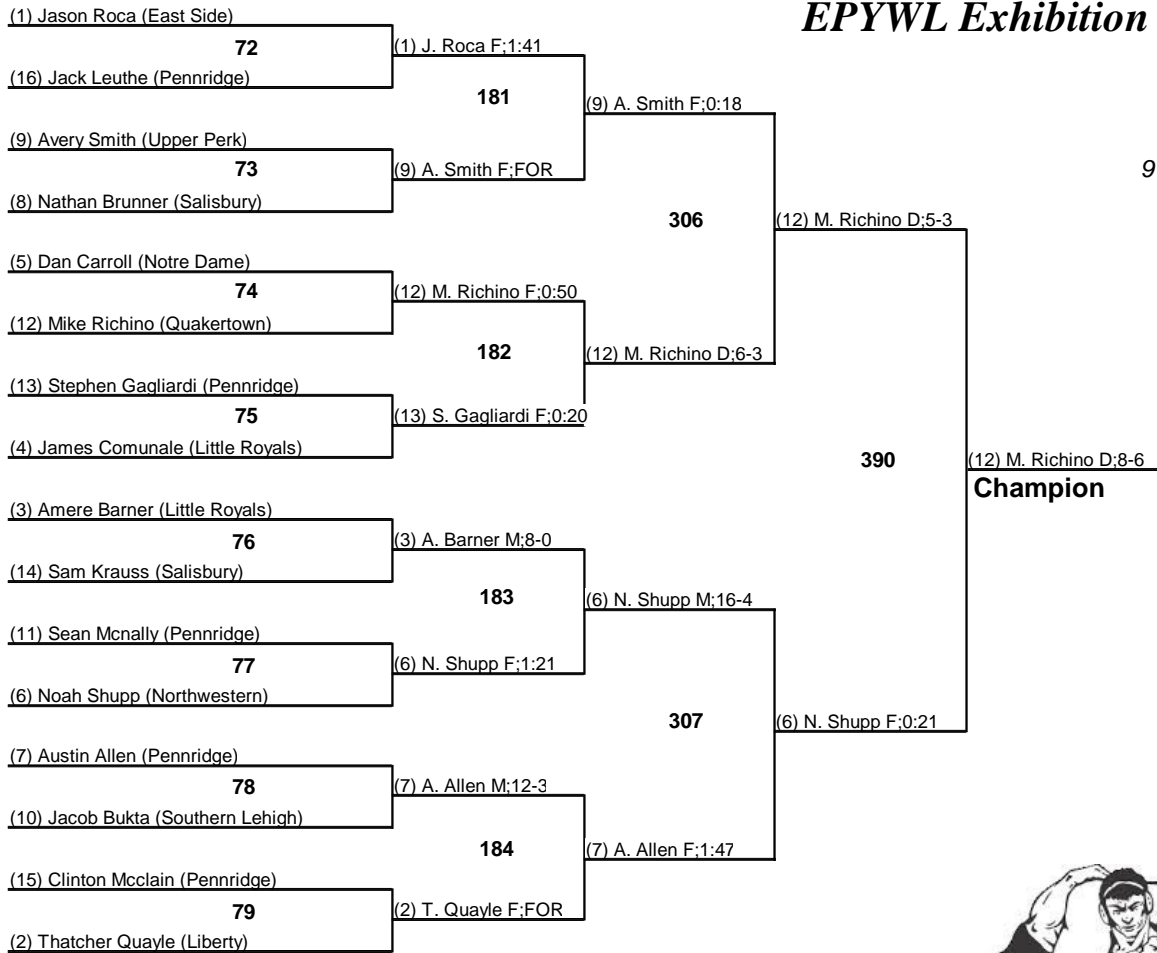 EPYWL Exhibition
9
(1) Jason Roca (East Side)
72
(16) Jack Leuthe (Pennridge)
(1) J. Roca F;1:41
181
(9) A. Smith F;0:18
(9) Avery Smith (Upper Perk)
73
(8) Nathan Brunner (Salisbury)
(9) A. Smith F;FOR
306
(12) M. Richino D;5-3
(5) Dan Carroll (Notre Dame)
74
(12) Mike Richino (Quakertown)
(12) M. Richino F;0:50
182
(12) M. Richino D;6-3
(13) Stephen Gagliardi (Pennridge)
75
(4) James Comunale (Little Royals)
(13) S. Gagliardi F;0:20
390
(12) M. Richino D;8-6
Champion
(3) Amere Barner (Little Royals)
76
(14) Sam Krauss (Salisbury)
(3) A. Barner M;8-0
183
(6) N. Shupp M;16-4
(11) Sean Mcnally (Pennridge)
77
(6) Noah Shupp (Northwestern)
(6) N. Shupp F;1:21
307
(6) N. Shupp F;0:21
(7) Austin Allen (Pennridge)
78
(10) Jacob Bukta (Southern Lehigh)
(7) A. Allen M;12-3
184
(7) A. Allen F;1:47
(15) Clinton Mcclain (Pennridge)
79
(2) Thatcher Quayle (Liberty)
(2) T. Quayle F;FOR